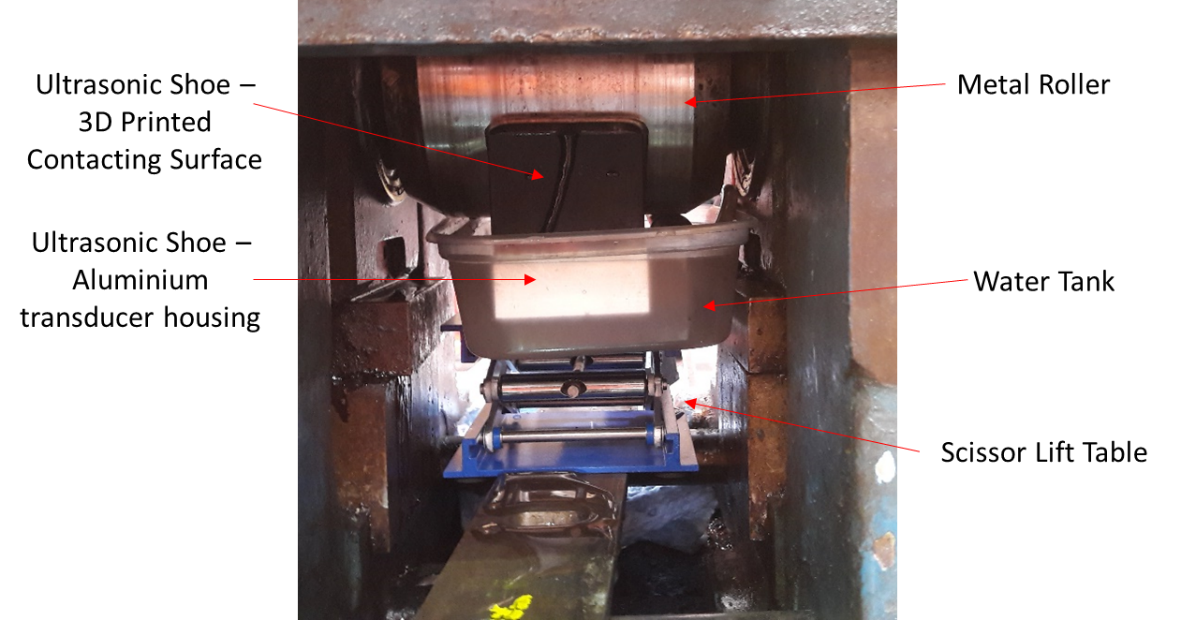 Ultrasonic Shoe –
3D Printed
Contacting Surface
Ultrasonic Shoe –
Aluminium
transducer housing
Metal Roller
Water Tank
Scissor Lift Table